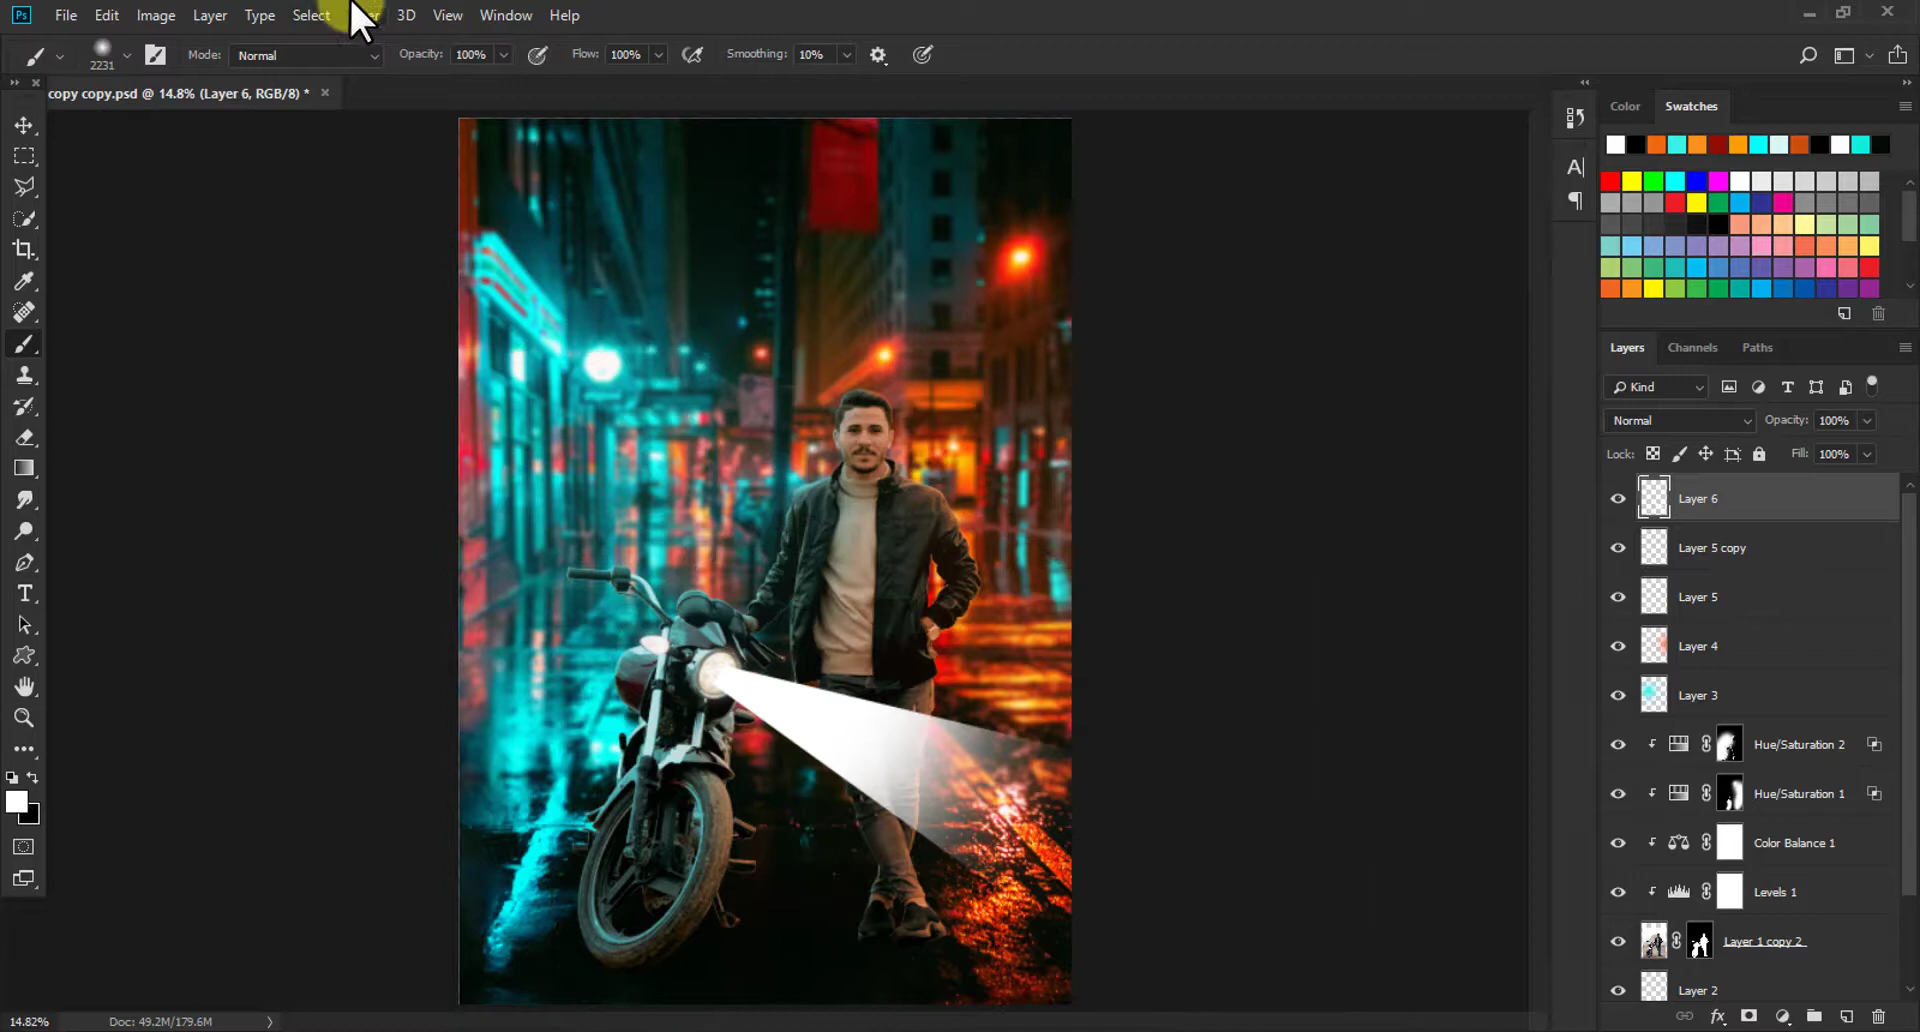 Ps File Edit Image Layer Type Select 3D View Window Help
2231 Mode: Normal Opacity: 100% Flow: 100% Smoothing: 10%
copy copy.psd @ 14.8% (Layer 6, RGB/8) *
Color Swatches
Layers Channels Paths
Kind
Normal Opacity: 100%
Lock: Fill: 100%
Layer 6
Layer 5 copy
Layer 5
Layer 4
Layer 3
Hue/Saturation 2
Hue/Saturation 1
Color Balance 1
Levels 1
Layer 1 copy 2
Layer 2
14.82% Doc: 49.2M/179.6M